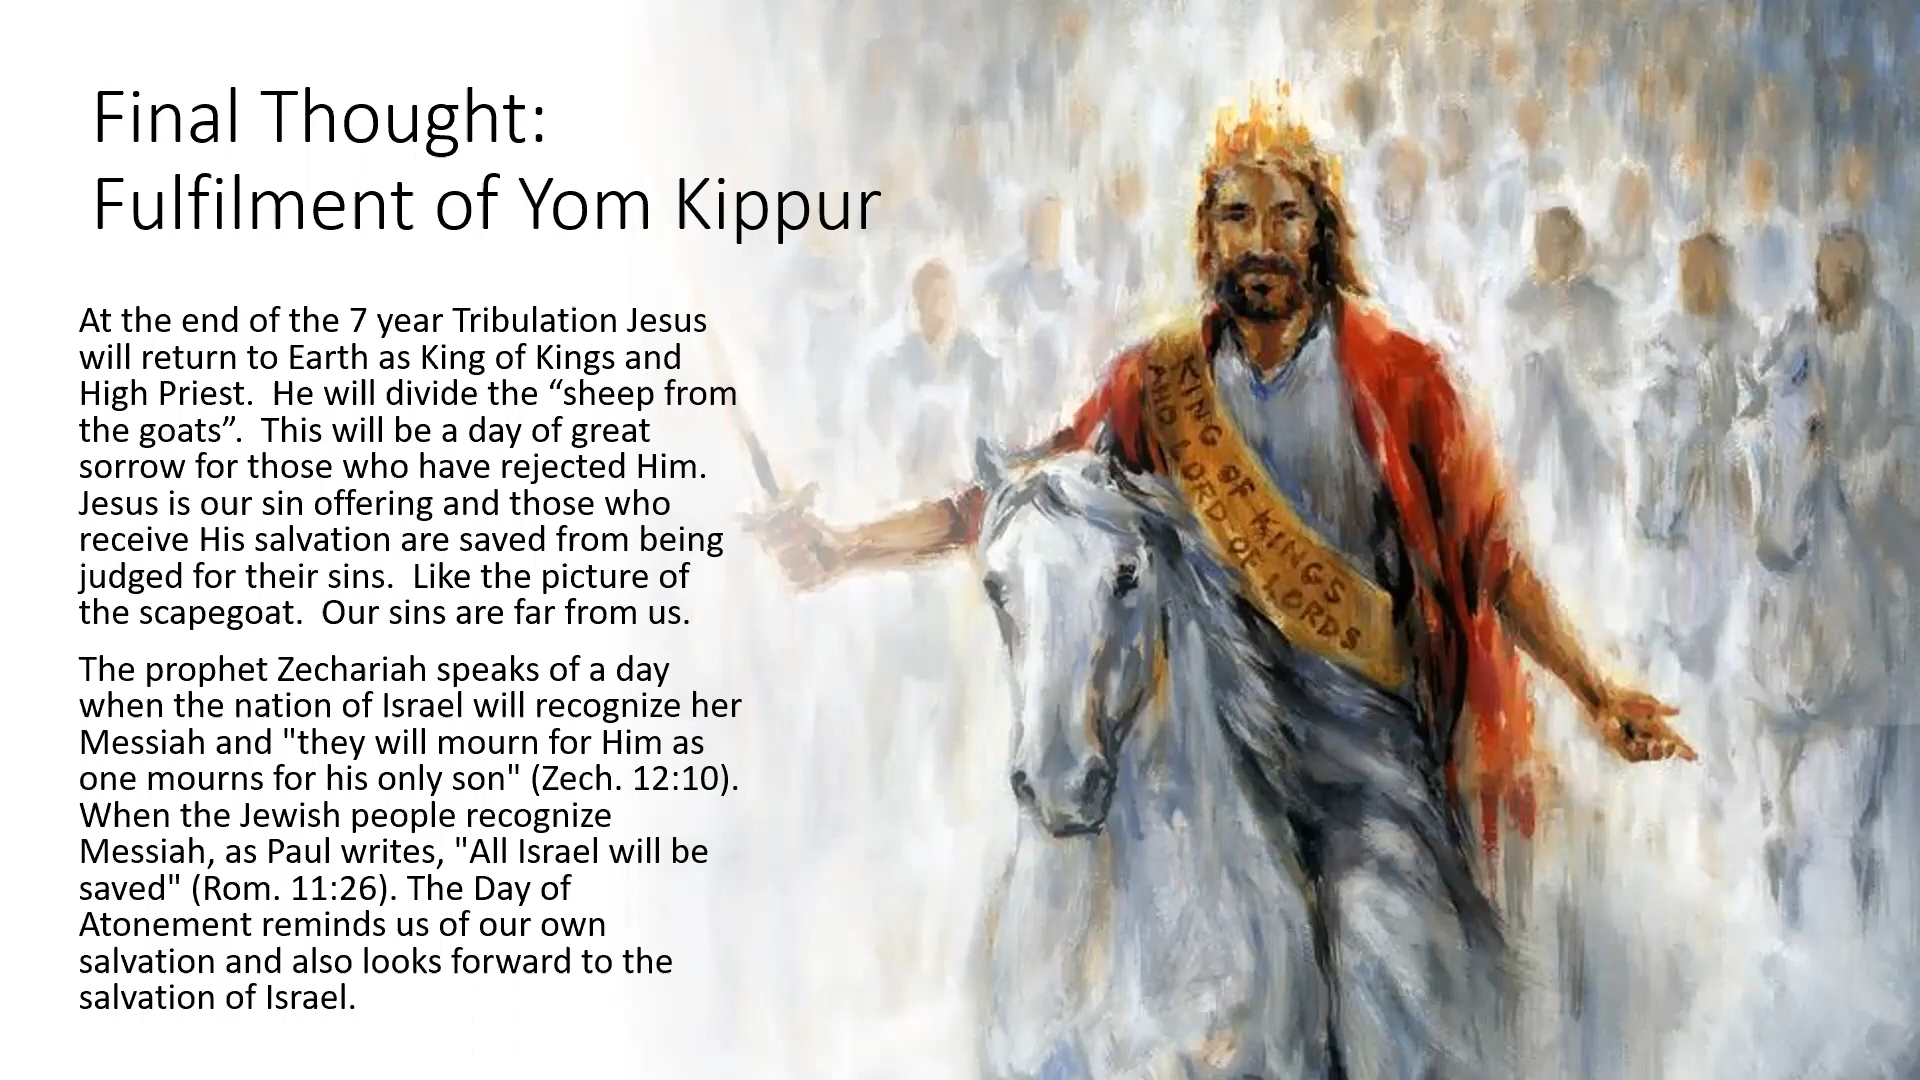 Final Thought:
Fulfilment of Yom Kippur
At the end of the 7 year Tribulation Jesus
will return to Earth as King of Kings and
High Priest.  He will divide the “sheep from
the goats”.  This will be a day of great
sorrow for those who have rejected Him.
Jesus is our sin offering and those who
receive His salvation are saved from being
judged for their sins.  Like the picture of
the scapegoat.  Our sins are far from us.
The prophet Zechariah speaks of a day
when the nation of Israel will recognize her
Messiah and "they will mourn for Him as
one mourns for his only son" (Zech. 12:10).
When the Jewish people recognize
Messiah, as Paul writes, "All Israel will be
saved" (Rom. 11:26). The Day of
Atonement reminds us of our own
salvation and also looks forward to the
salvation of Israel.
KING OF KINGS
AND LORD OF LORDS